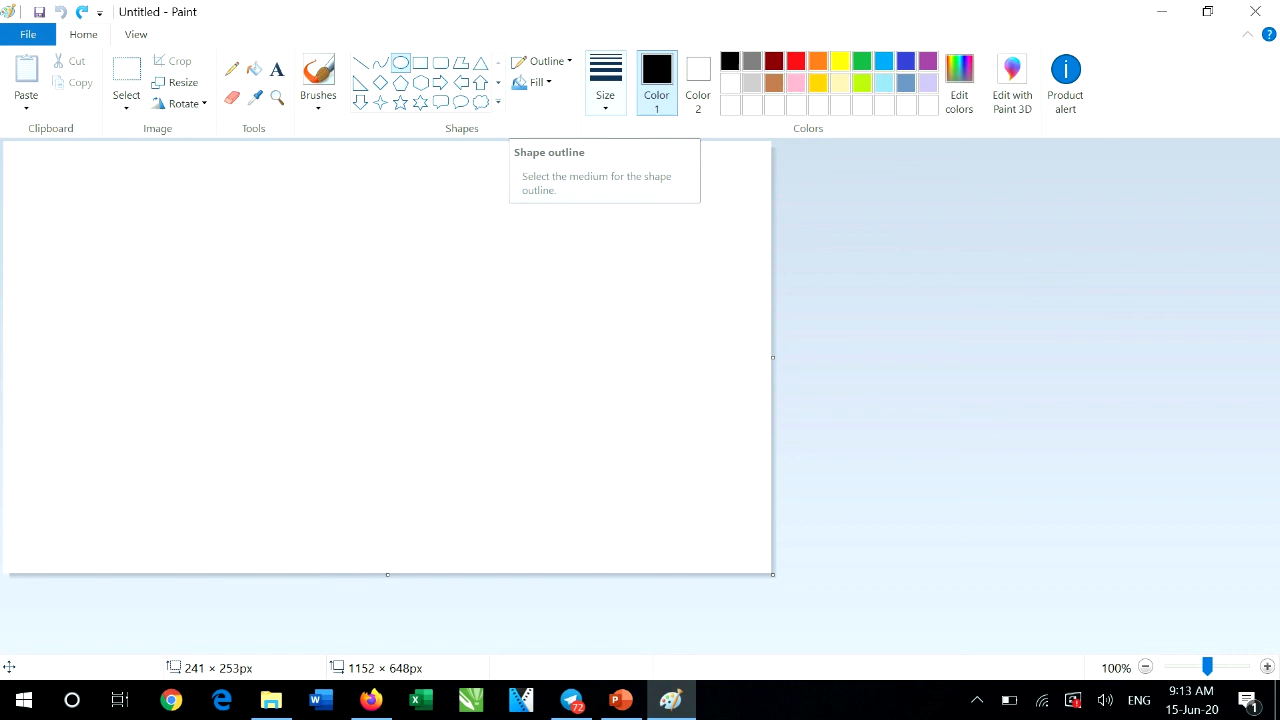 Untitled - Paint
File
Home
View
Paste
Cut
Copy
Clipboard
Select
Crop
Resize
Rotate
Image
A
Tools
Brushes
Shapes
Outline
Fill
Size
Color
1
Color
2
Colors
Edit
colors
Edit with
Paint 3D
Product
alert
Shape outline
Select the medium for the shape
outline.
241 × 253px
1152 × 648px
100%
72
ENG
9:13 AM
15-Jun-20
1